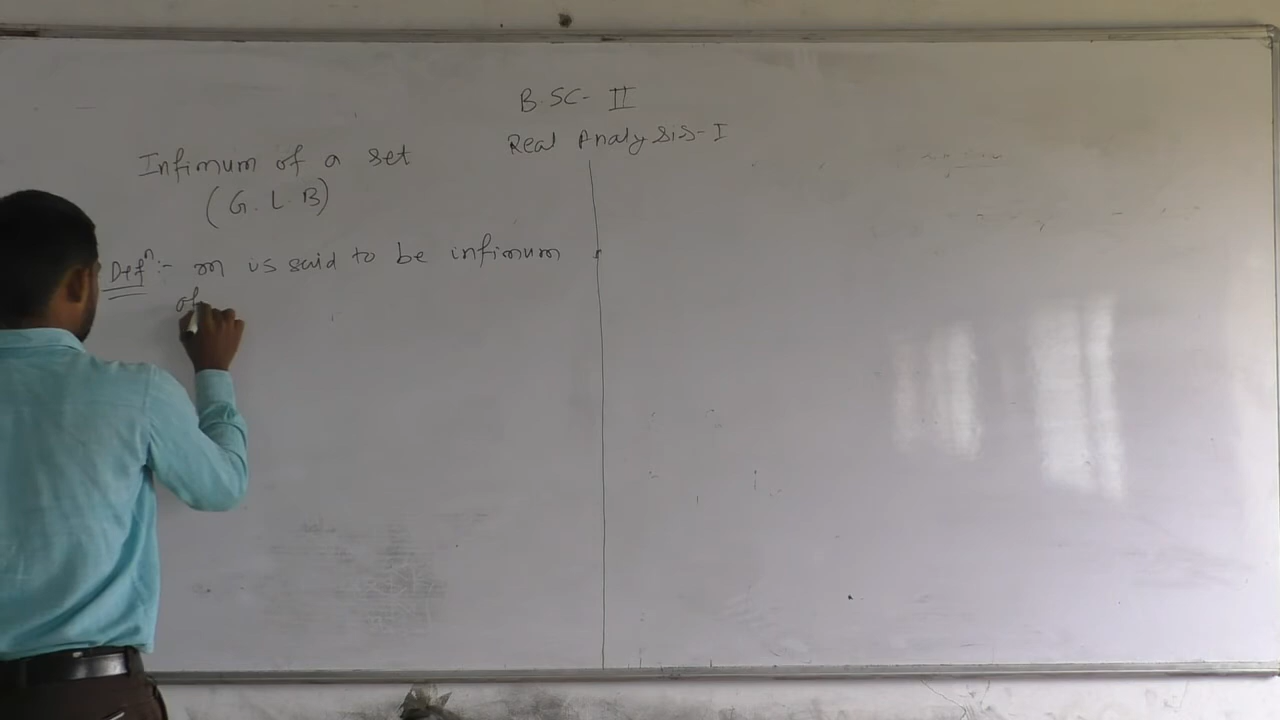 B.SC- II
Real Analysis-I
Infimum of a set
(G.L.B)
Defⁿ:- m is said to be infimum
of